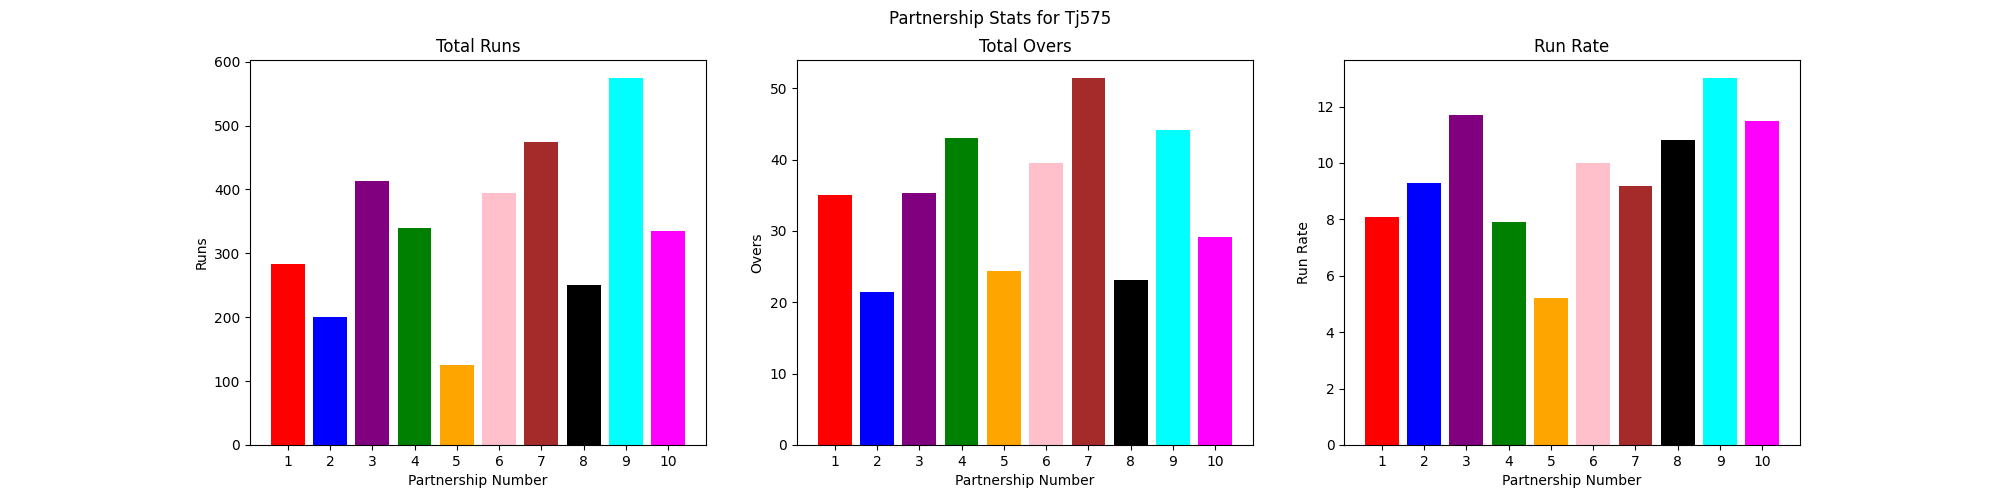 Partnership Stats for Tj575
Total Runs
600
500
400
300
200
100
0
Runs
1 2 3 4 5 6 7 8 9 10
Partnership Number
Total Overs
50
40
30
20
10
0
Overs
1 2 3 4 5 6 7 8 9 10
Partnership Number
Run Rate
12
10
8
6
4
2
0
Run Rate
1 2 3 4 5 6 7 8 9 10
Partnership Number